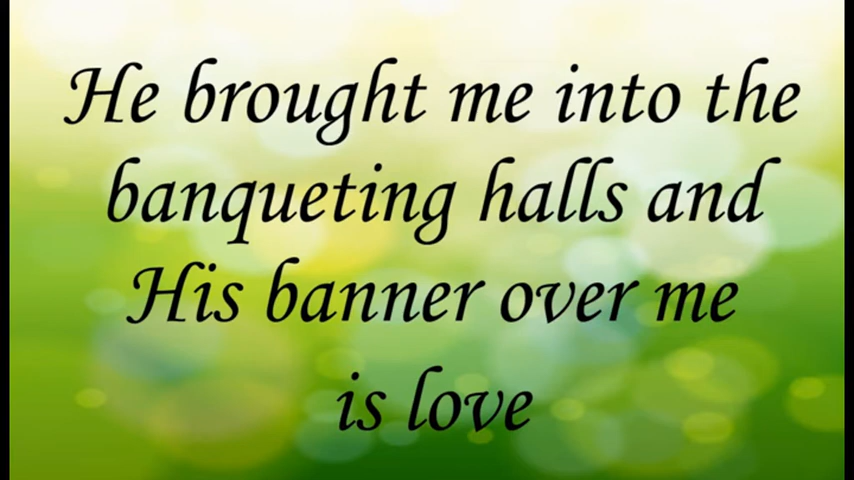 He brought me into the
banqueting halls and
His banner over me
is love